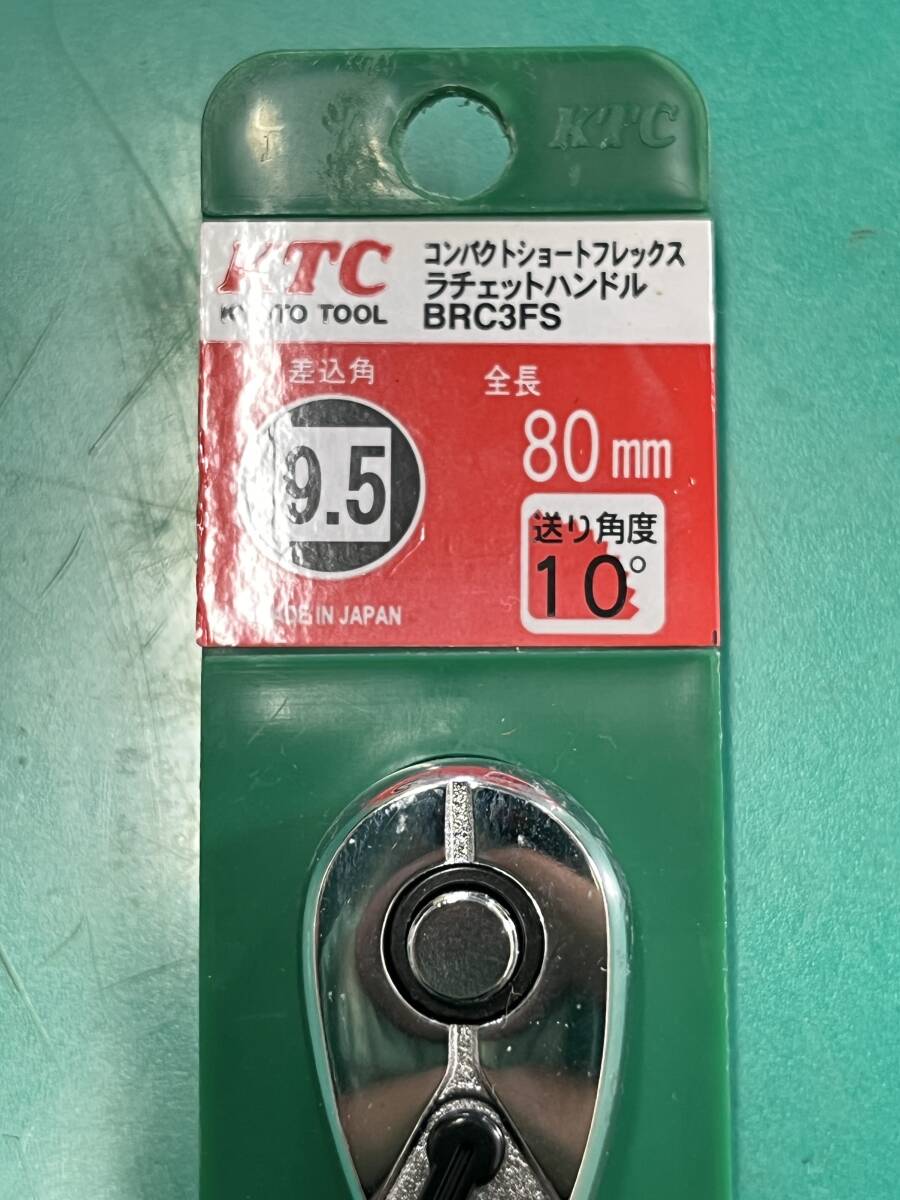 KTC
KTC
KYOTO TOOL
コンパクトショートフレックス
ラチェットハンドル
BRC3FS
差込角
9.5
全長
80mm
送り角度
10°
MADE IN JAPAN